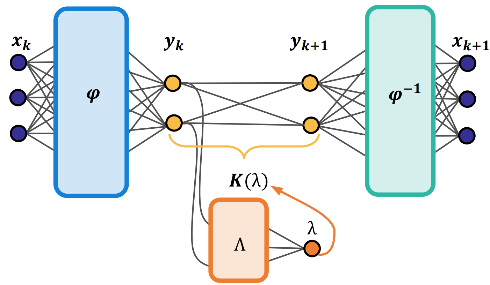 x_k
y_k
y_{k+1}
x_{k+1}
φ
φ^{-1}
K(λ)
Λ
λ